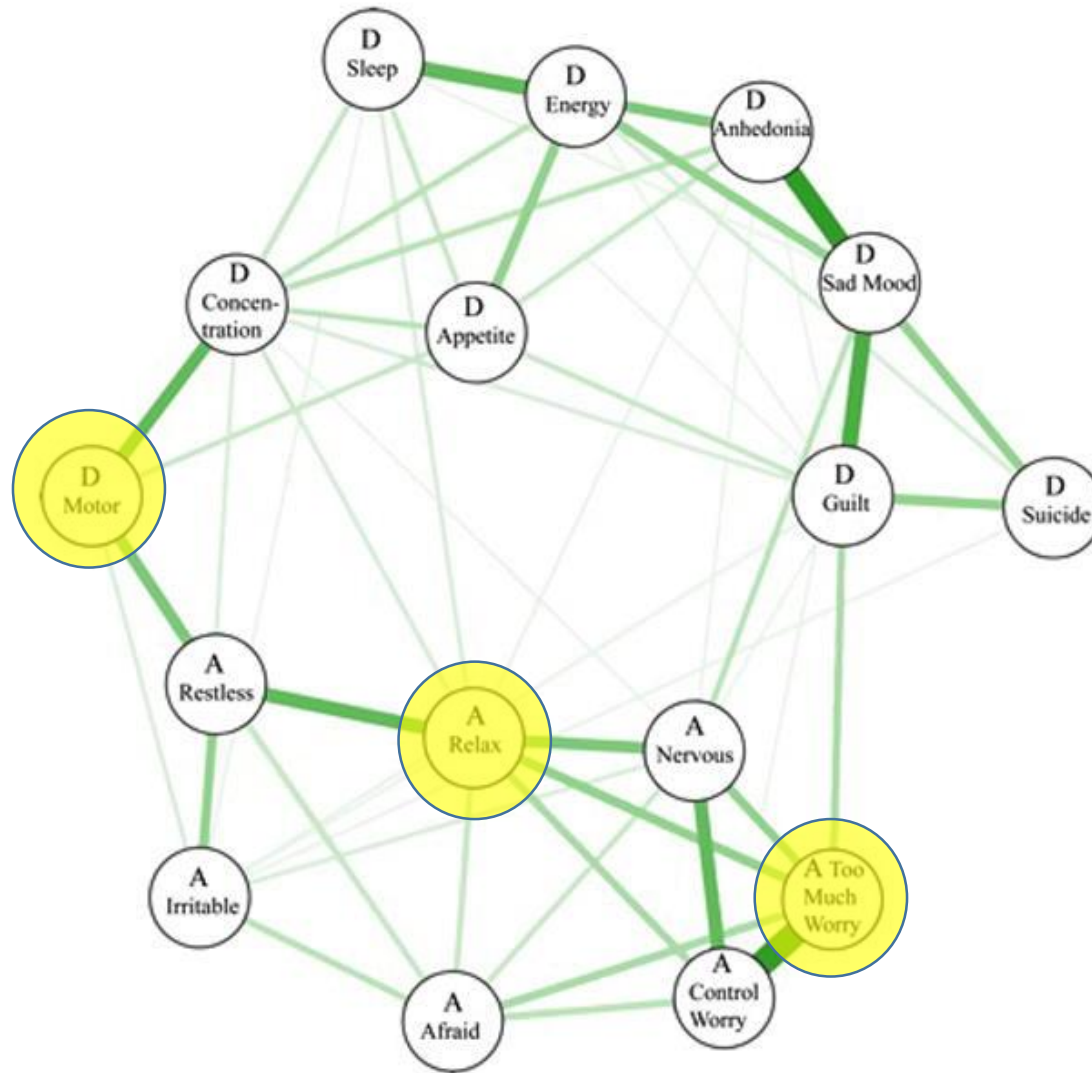 D
Sleep
D
Energy
D
Anhedonia
D
Sad Mood
D
Concen-
tration
D
Appetite
D
Motor
D
Guilt
D
Suicide
A
Restless
A
Relax
A
Nervous
A
Irritable
A Too
Much
Worry
A
Control
Worry
A
Afraid